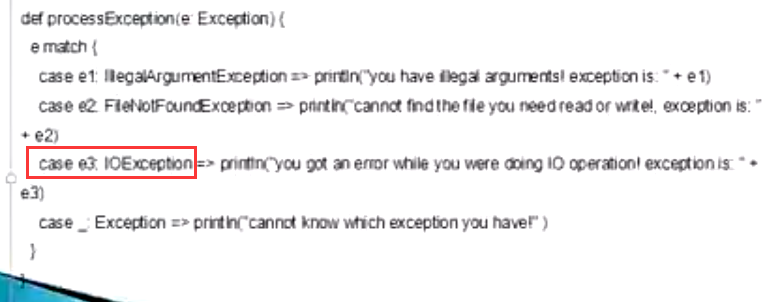 def processException(e: Exception) {
e match {
case e1: IllegalArgumentException => println("you have illegal arguments! exception is: " + e1)
case e2: FileNotFoundException => println("cannot find the file you need read or write!, exception is: "
+ e2)
case e3: IOException => println("you got an error while you were doing IO operation! exception is: " +
e3)
case _: Exception => println("cannot know which exception you have!" )
}
}